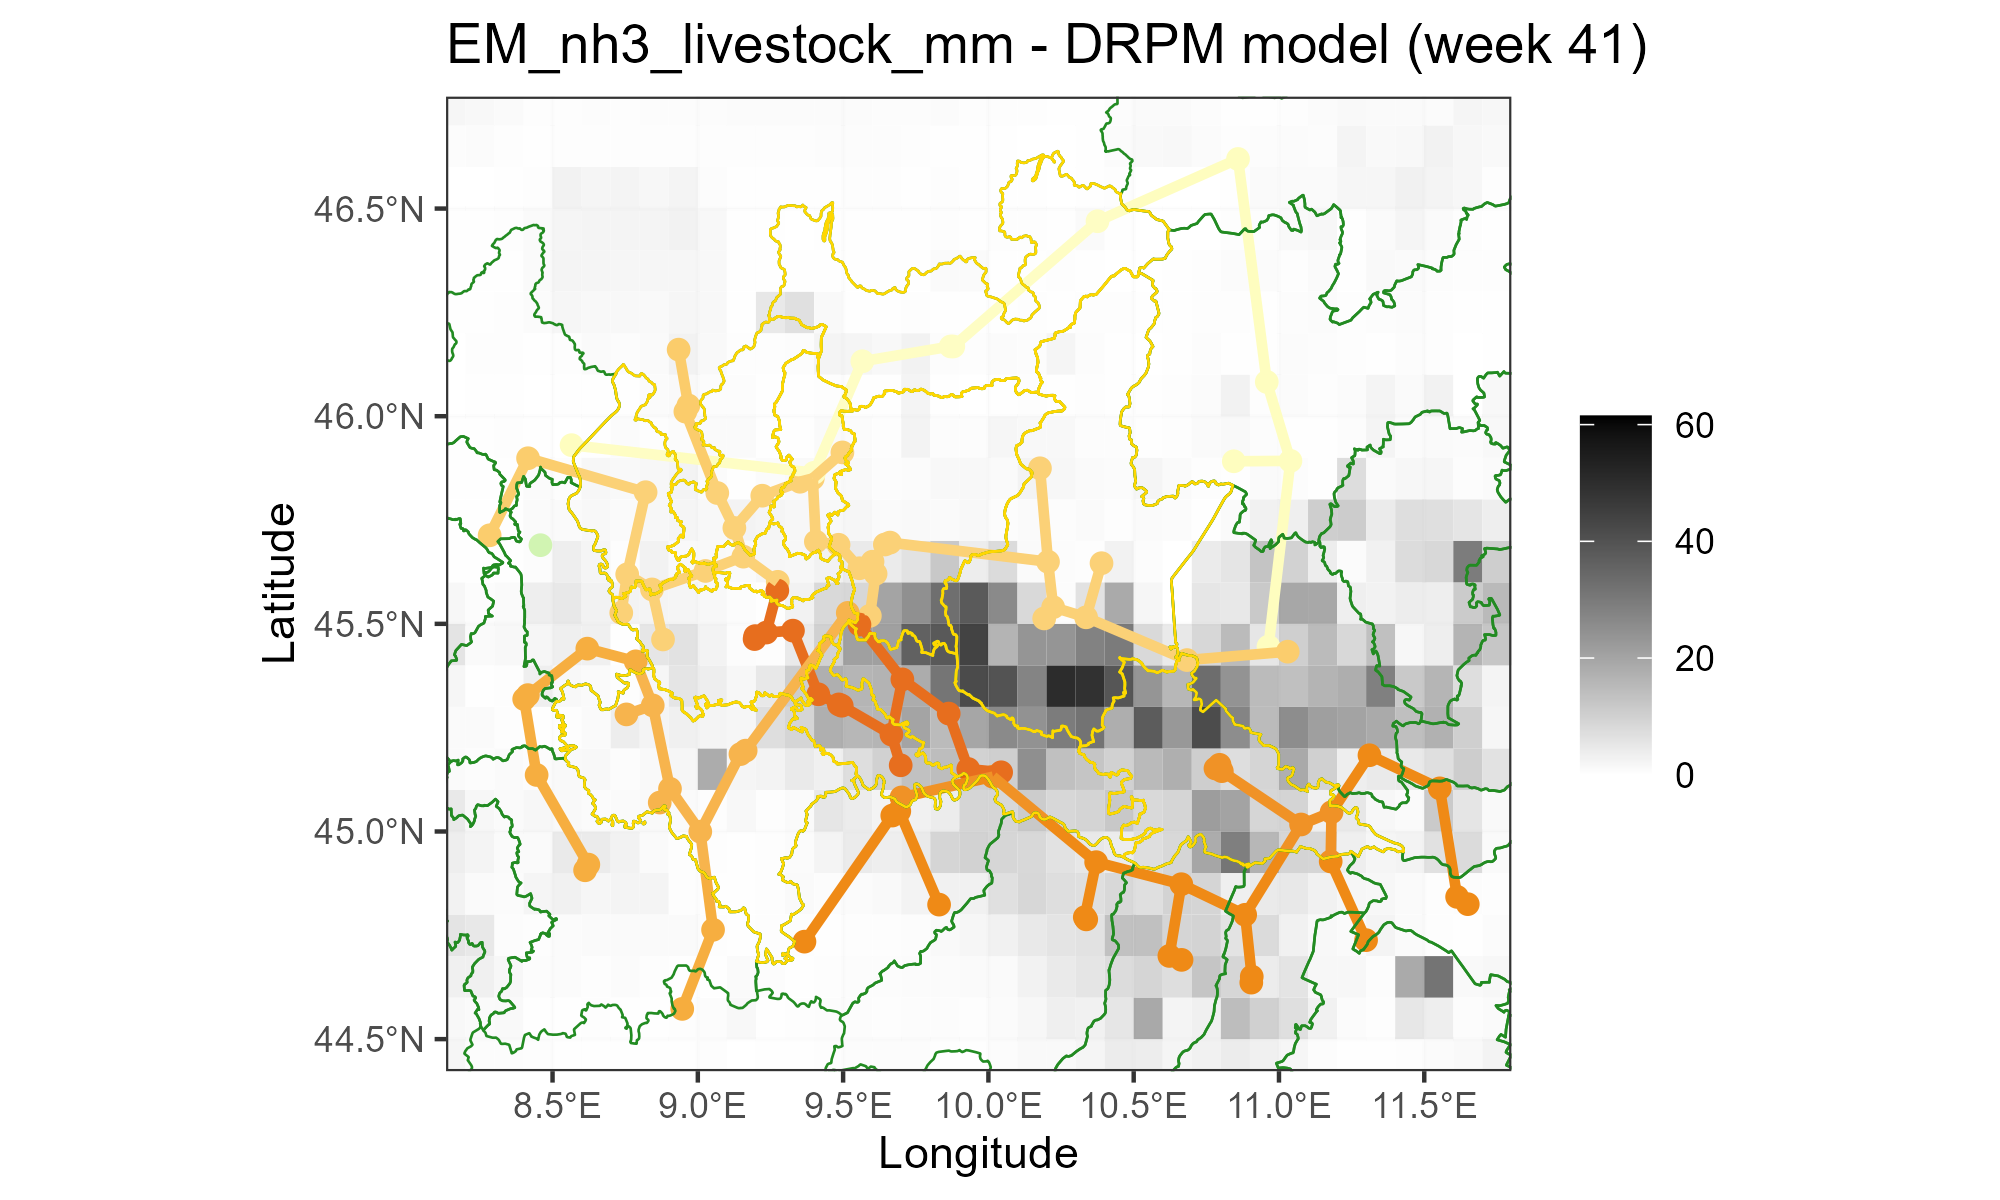 EM_nh3_livestock_mm - DRPM model (week 41)
46.5°N
46.0°N
45.5°N
45.0°N
44.5°N
Latitude
8.5°E 9.0°E 9.5°E 10.0°E 10.5°E 11.0°E 11.5°E
Longitude
60
40
20
0